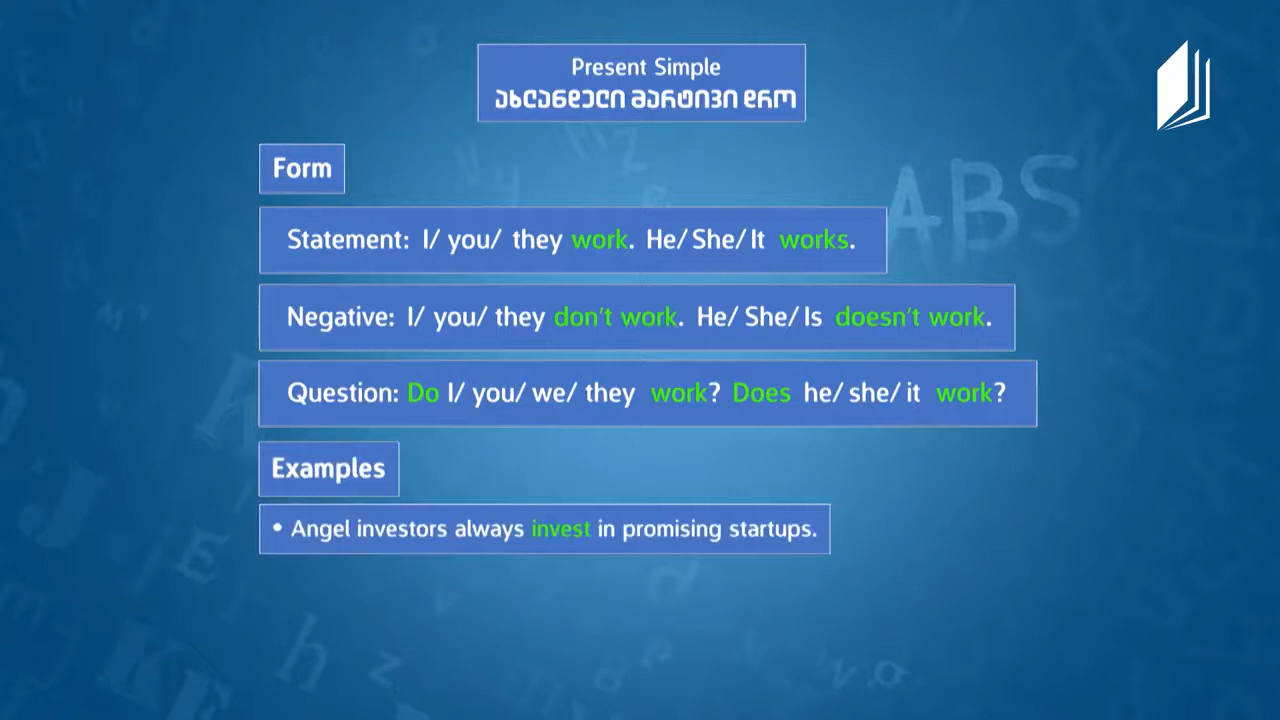 Present Simple
ახლანდელი მარტივი დრო
Form
Statement: I/ you/ they work. He/ She/ It works.
ABS
Negative: I/ you/ they don't work. He/ She/ Is doesn't work.
Question: Do I/ you/ we/ they work? Does he/ she/ it work?
Examples
• Angel investors always invest in promising startups.